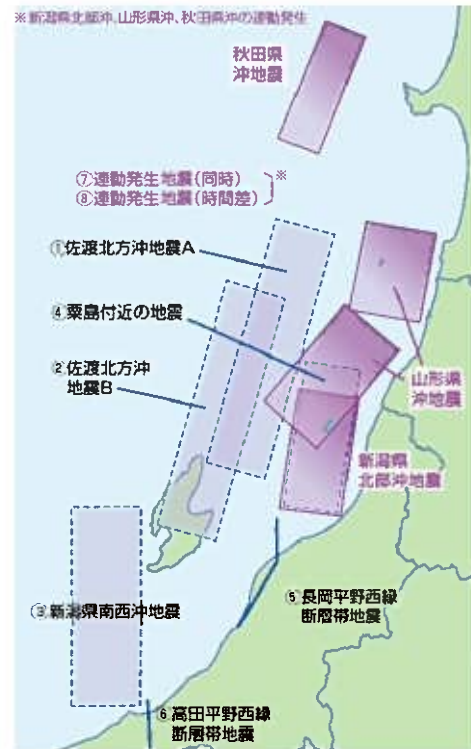 ※新潟県北部沖、山形県沖、秋田県沖の連動発生
秋田県
沖地震
⑦連動発生地震(同時)
⑧連動発生地震(時間差)
※
①佐渡北方沖地震A
④粟島付近の地震
②佐渡北方沖
地震B
山形県
沖地震
新潟県
北部沖地震
③新潟県南西沖地震
⑤長岡平野西縁
断層帯地震
⑥高田平野西縁
断層帯地震